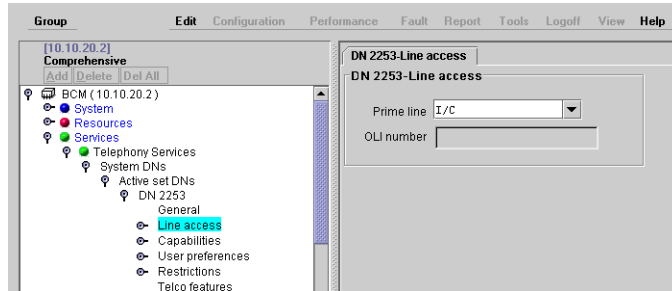 Group Edit Configuration Performance Fault Report Tools Logoff View Help
[10.10.20.2]
Comprehensive
Add Delete Del All
BCM ( 10.10.20.2 )
System
Resources
Services
Telephony Services
System DNs
Active set DNs
DN 2253
General
Line access
Capabilities
User preferences
Restrictions
Telco features
DN 2253-Line access
DN 2253-Line access
Prime line I/C
OLI number